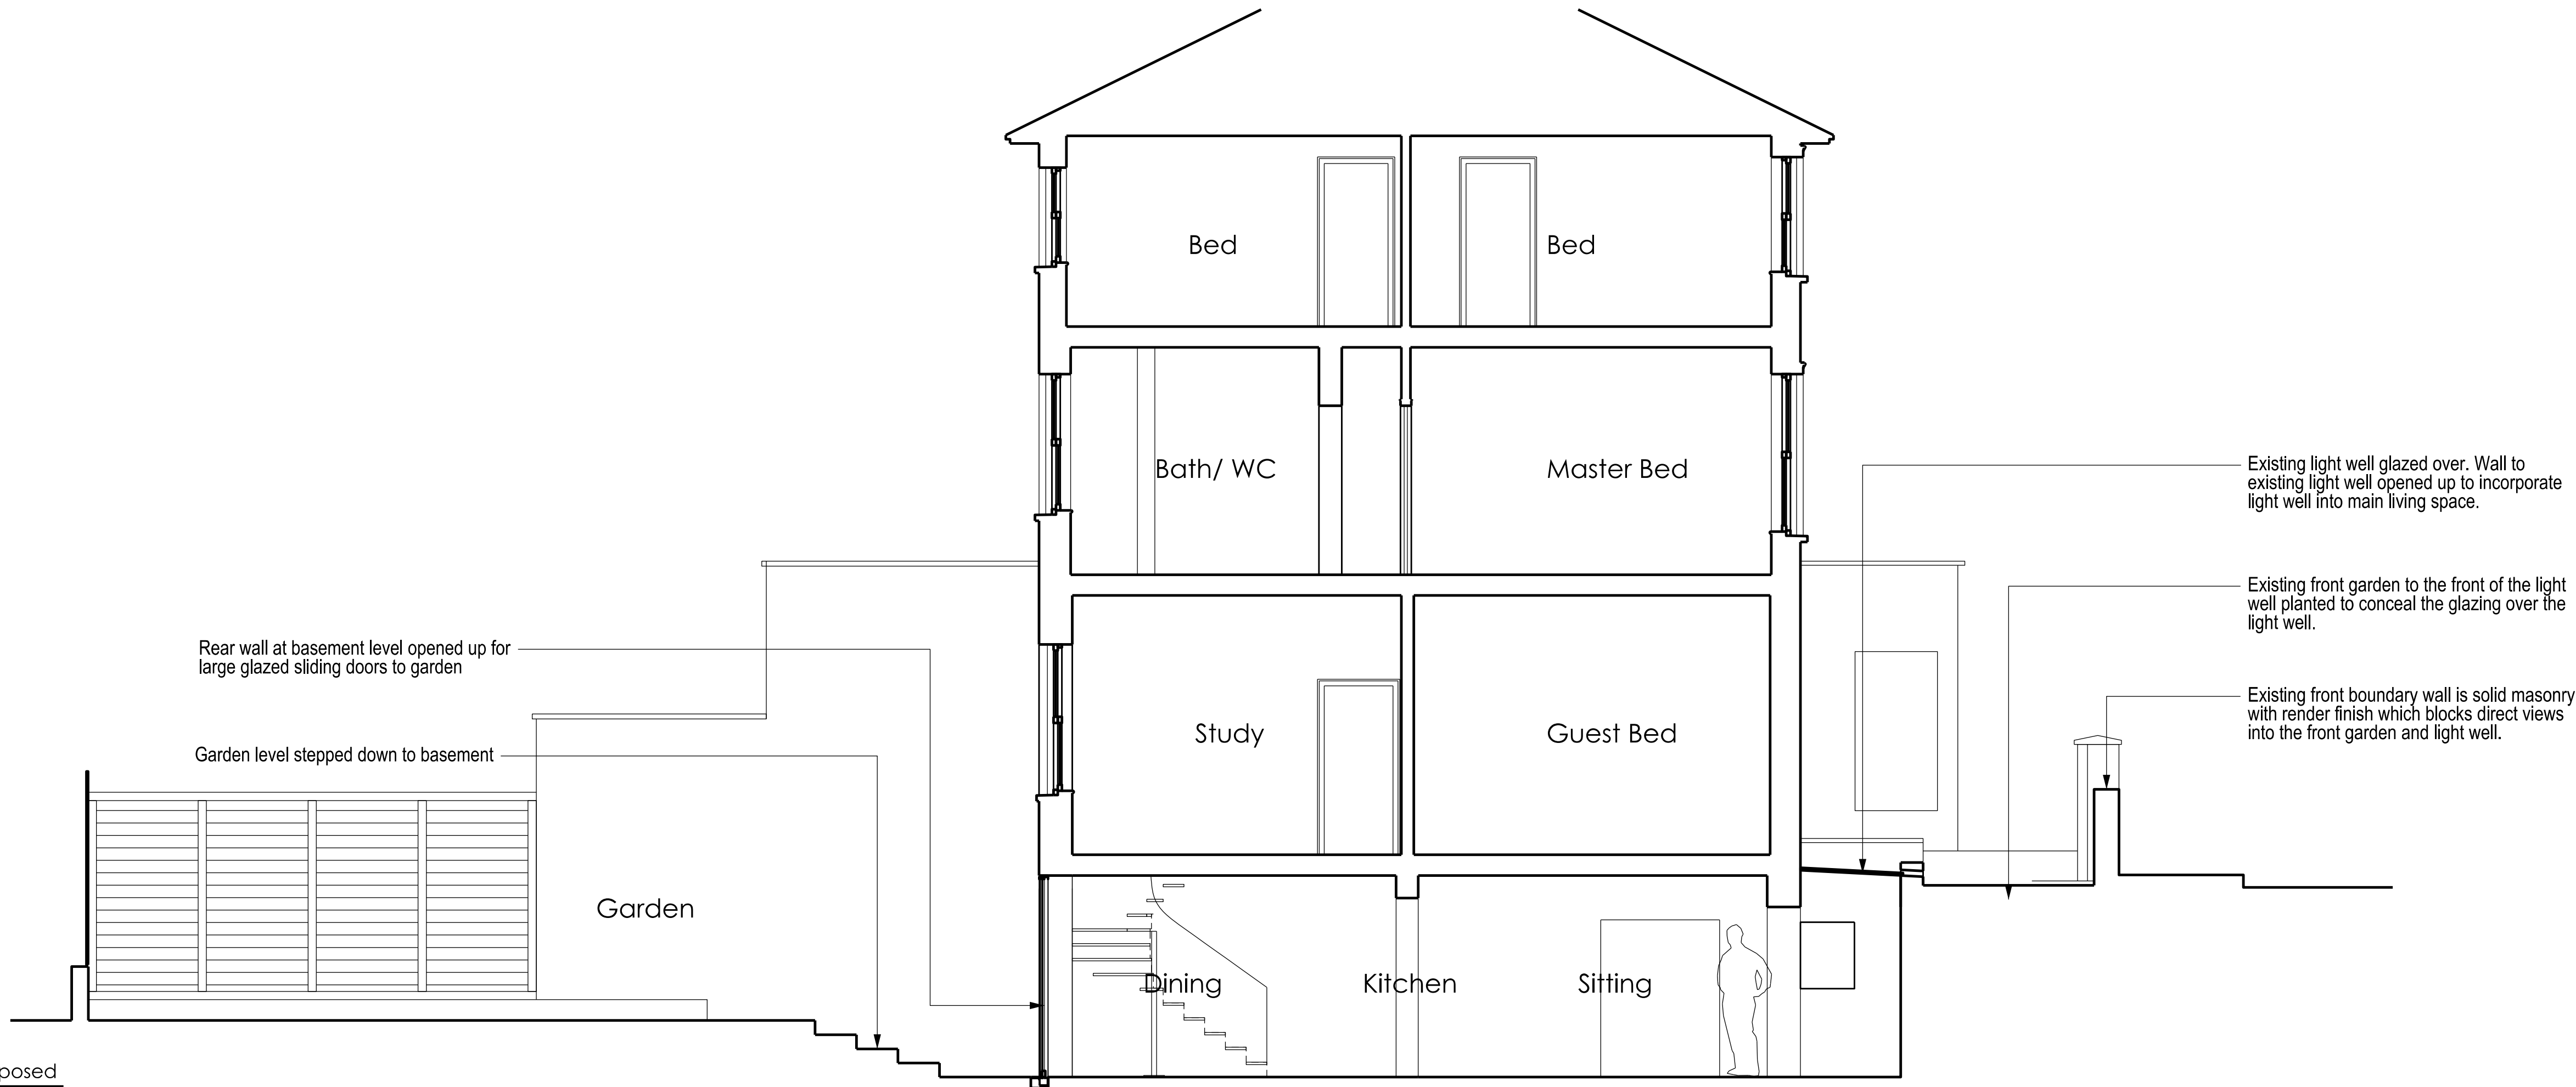 Bed
Bed
Bath/ WC
Master Bed
Existing light well glazed over. Wall to
existing light well opened up to incorporate
light well into main living space.
Existing front garden to the front of the light
well planted to conceal the glazing over the
light well.
Rear wall at basement level opened up for
large glazed sliding doors to garden
Existing front boundary wall is solid masonry
with render finish which blocks direct views
into the front garden and light well.
Study
Guest Bed
Garden level stepped down to basement
Garden
Dining
Kitchen
Sitting
posed